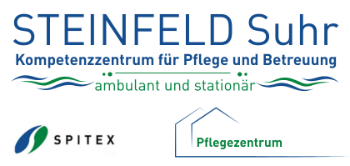 STEINFELD Suhr
Kompetenzzentrum für Pflege und Betreuung
ambulant und stationär
SPITEX
Pflegezentrum